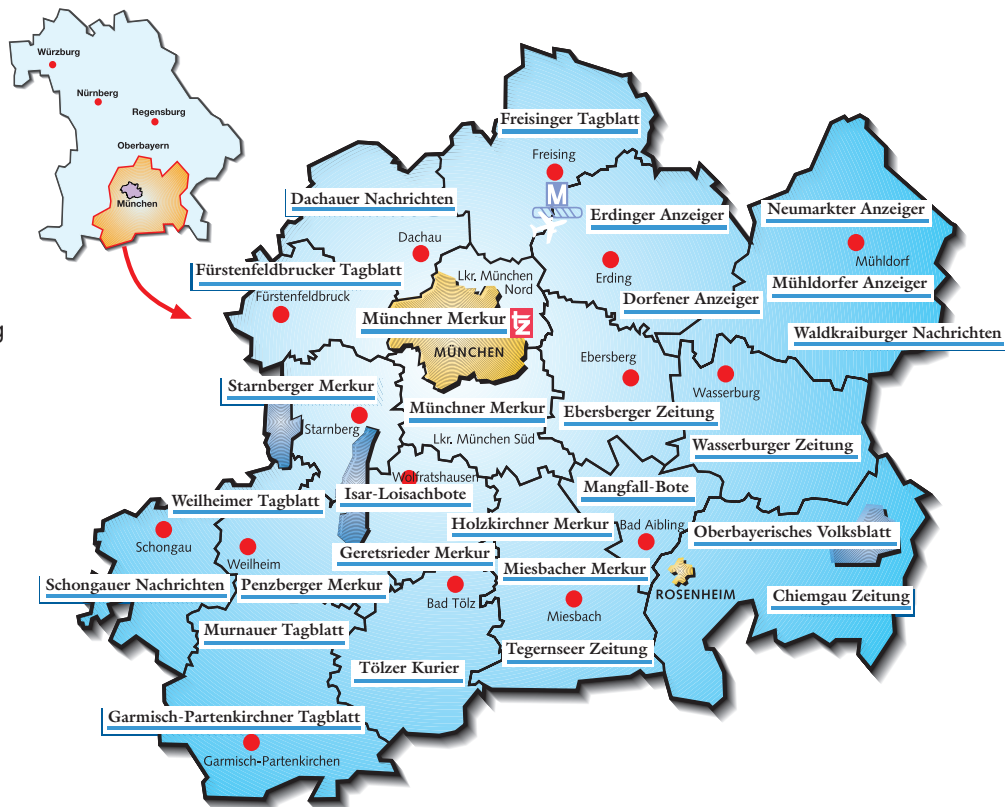 Würzburg
Nürnberg
Regensburg
Oberbayern
München
g
Freisinger Tagblatt
Freising
M
Dachauer Nachrichten
Erdinger Anzeiger
Neumarkter Anzeiger
Dachau
Mühldorf
Fürstenfeldbrucker Tagblatt
Lkr. München
Nord
Erding
Mühldorfer Anzeiger
Fürstenfeldbruck
Dorfener Anzeiger
Münchner Merkur
tz
Waldkraiburger Nachrichten
MÜNCHEN
Ebersberg
Starnberger Merkur
Wasserburg
Münchner Merkur
Ebersberger Zeitung
Starnberg
Lkr. München Süd
Wasserburger Zeitung
Wolfratshausen
Weilheimer Tagblatt
Isar-Loisachbote
Mangfall-Bote
Holzkirchner Merkur
Bad Aibling
Oberbayerisches Volksblatt
Schongau
Weilheim
Geretsrieder Merkur
Miesbacher Merkur
Schongauer Nachrichten
Penzberger Merkur
Bad Tölz
ROSENHEIM
Chiemgau Zeitung
Miesbach
Murnauer Tagblatt
Tegernseer Zeitung
Tölzer Kurier
Garmisch-Partenkirchner Tagblatt
Garmisch-Partenkirchen